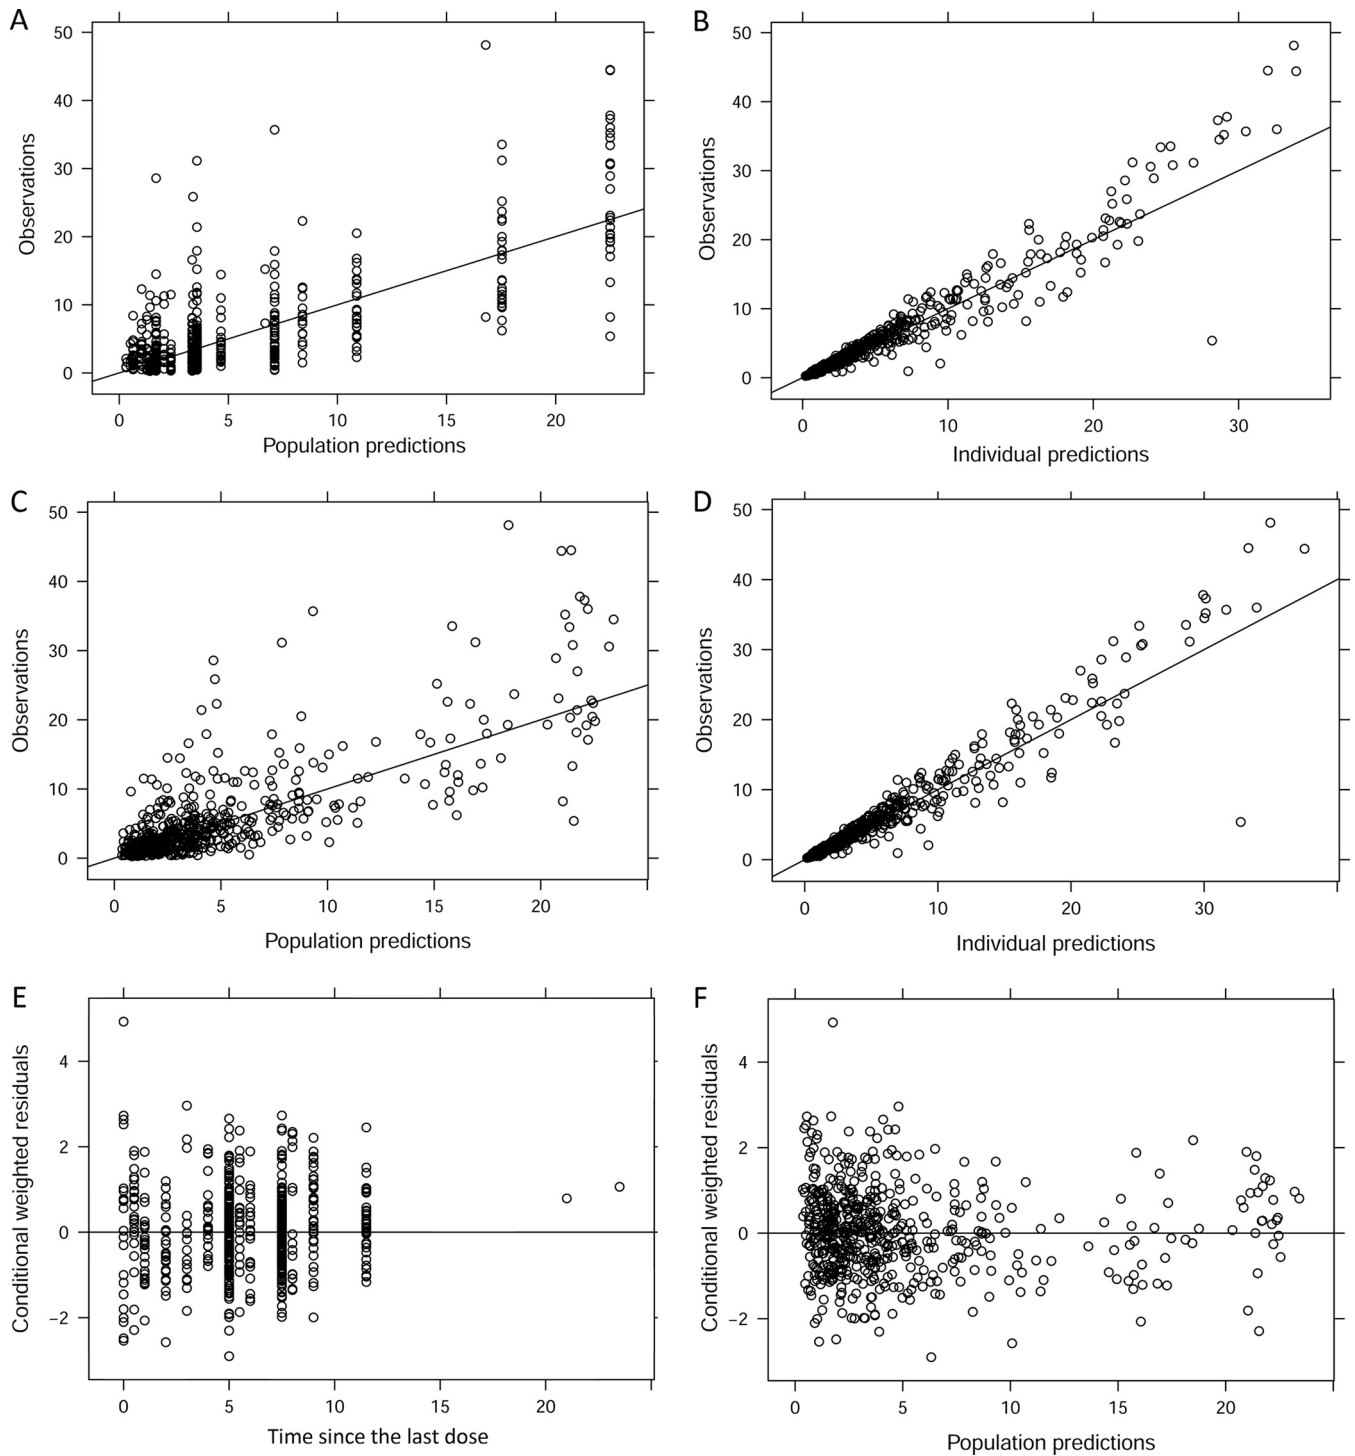 A
50
40
30
20
10
0
Observations
0 5 10 15 20
Population predictions
B
50
40
30
20
10
0
Observations
0 10 20 30
Individual predictions
C
50
40
30
20
10
0
Observations
0 5 10 15 20
Population predictions
D
50
40
30
20
10
0
Observations
0 10 20 30
Individual predictions
E
4
2
0
−2
Conditional weighted residuals
0 5 10 15 20
Time since the last dose
F
4
2
0
−2
Conditional weighted residuals
0 5 10 15 20
Population predictions